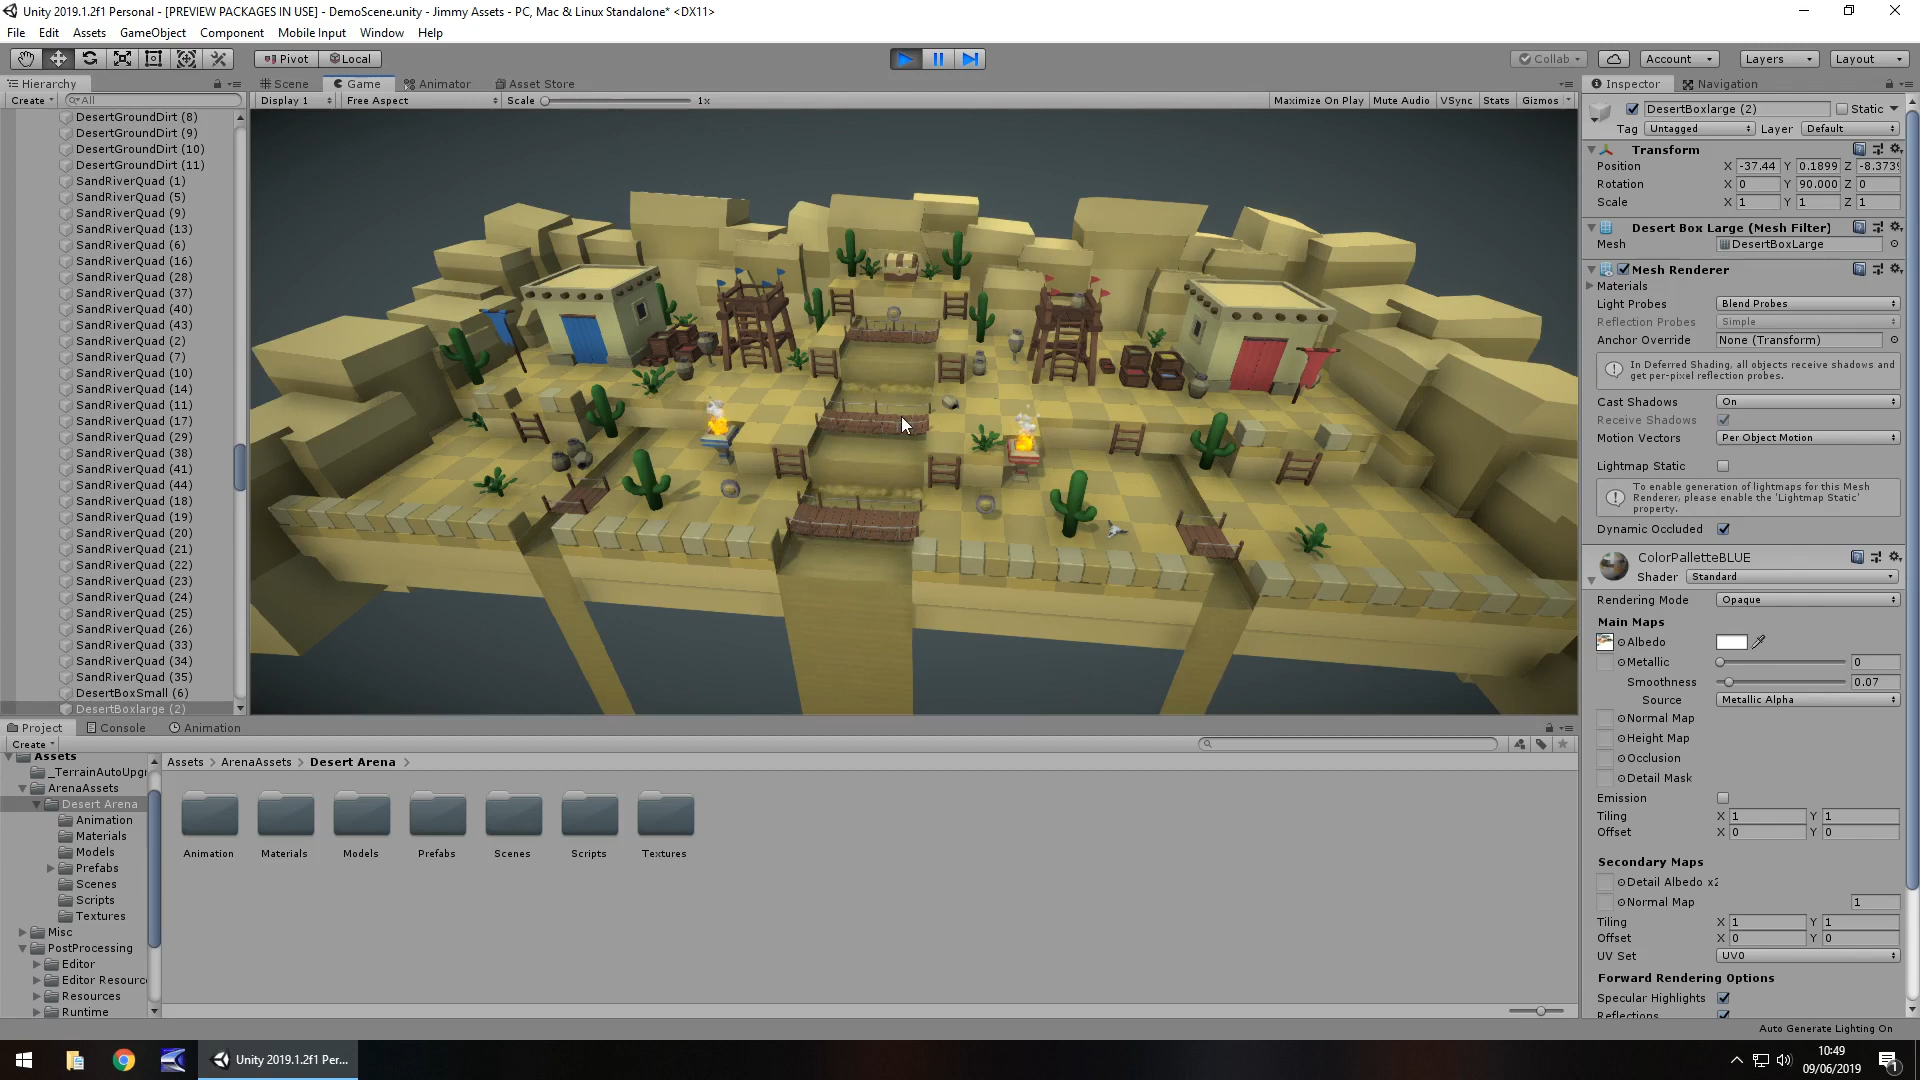 Unity 2019.1.2f1 Personal - [PREVIEW PACKAGES IN USE] - DemoScene.unity - Jimmy Assets - PC, Mac & Linux Standalone* <DX11>
File Edit Assets GameObject Component Mobile Input Window Help
Pivot Local Collab Account Layers Layout
Hierarchy Scene Game Animator Asset Store Inspector Navigation
Create All Display 1 Free Aspect Scale 1x Maximize On Play Mute Audio VSync Stats Gizmos
DesertGroundDirt (8)
DesertGroundDirt (9)
DesertGroundDirt (10)
DesertGroundDirt (11)
SandRiverQuad (1)
SandRiverQuad (5)
SandRiverQuad (9)
SandRiverQuad (13)
SandRiverQuad (6)
SandRiverQuad (16)
SandRiverQuad (28)
SandRiverQuad (37)
SandRiverQuad (40)
SandRiverQuad (43)
SandRiverQuad (2)
SandRiverQuad (7)
SandRiverQuad (10)
SandRiverQuad (14)
SandRiverQuad (11)
SandRiverQuad (17)
SandRiverQuad (29)
SandRiverQuad (38)
SandRiverQuad (41)
SandRiverQuad (44)
SandRiverQuad (18)
SandRiverQuad (19)
SandRiverQuad (20)
SandRiverQuad (21)
SandRiverQuad (22)
SandRiverQuad (23)
SandRiverQuad (24)
SandRiverQuad (25)
SandRiverQuad (26)
SandRiverQuad (33)
SandRiverQuad (34)
SandRiverQuad (35)
DesertBoxSmall (6)
DesertBoxlarge (2)
DesertBoxlarge (2) Static
Tag Untagged Layer Default
Transform
Position X -37.44 Y 0.1899 Z -8.3739
Rotation X 0 Y 90.000 Z 0
Scale X 1 Y 1 Z 1
Desert Box Large (Mesh Filter)
Mesh DesertBoxLarge
Mesh Renderer
Materials
Light Probes Blend Probes
Reflection Probes Simple
Anchor Override None (Transform)
In Deferred Shading, all objects receive shadows and
get per-pixel reflection probes.
Cast Shadows On
Receive Shadows
Motion Vectors Per Object Motion
Lightmap Static
To enable generation of lightmaps for this Mesh
Renderer, please enable the 'Lightmap Static'
property.
Dynamic Occluded
ColorPalletteBLUE
Shader Standard
Rendering Mode Opaque
Main Maps
Albedo
Metallic 0
Smoothness 0.07
Source Metallic Alpha
Normal Map
Height Map
Occlusion
Detail Mask
Emission
Tiling X 1 Y 1
Offset X 0 Y 0
Secondary Maps
Detail Albedo x2
Normal Map 1
Tiling X 1 Y 1
Offset X 0 Y 0
UV Set UV0
Forward Rendering Options
Specular Highlights
Reflections
Project Console Animation
Create
Assets
_TerrainAutoUpgr
ArenaAssets
Desert Arena
Animation
Materials
Models
Prefabs
Scenes
Scripts
Textures
Misc
PostProcessing
Editor
Editor Resource
Resources
Runtime
Assets > ArenaAssets > Desert Arena >
Animation Materials Models Prefabs Scenes Scripts Textures
Auto Generate Lighting On
Unity 2019.1.2f1 Per...
10:49
09/06/2019
1